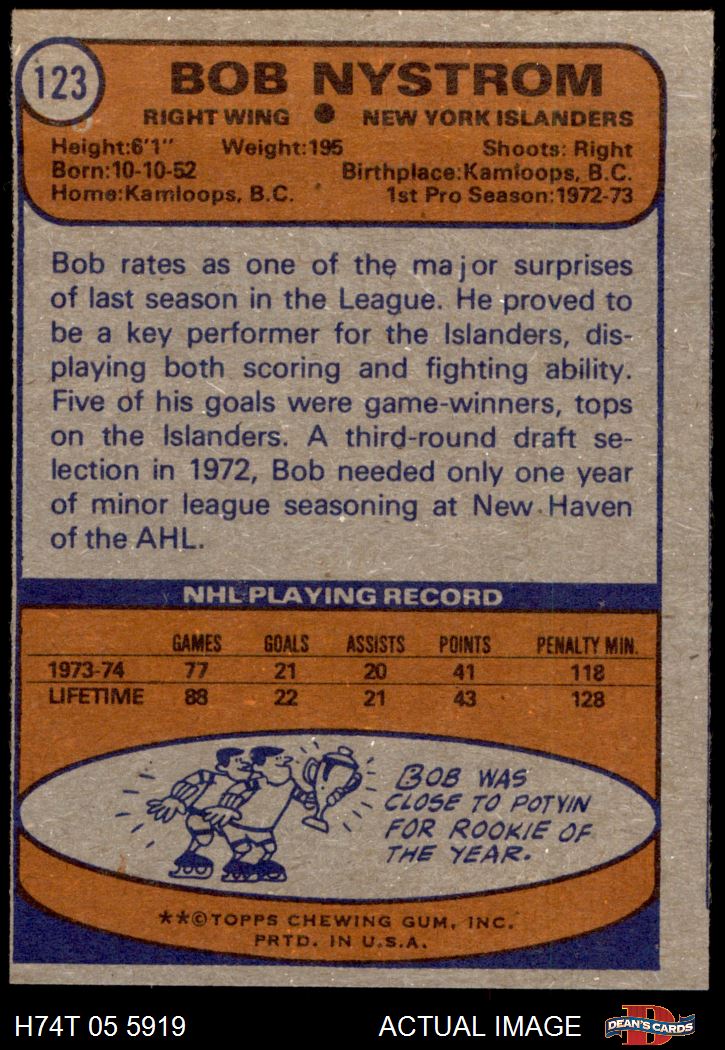 123
BOB NYSTROM
RIGHT WING ● NEW YORK ISLANDERS
Height:6'1" Weight:195 Shoots: Right
Born:10-10-52 Birthplace:Kamloops, B.C.
Home:Kamloops, B.C. 1st Pro Season:1972-73
Bob rates as one of the major surprises
of last season in the League. He proved to
be a key performer for the Islanders, dis-
playing both scoring and fighting ability.
Five of his goals were game-winners, tops
on the Islanders. A third-round draft se-
lection in 1972, Bob needed only one year
of minor league seasoning at New Haven
of the AHL.
NHL PLAYING RECORD
GAMES GOALS ASSISTS POINTS PENALTY MIN.
1973-74 77 21 20 41 118
LIFETIME 88 22 21 43 128
BOB WAS
CLOSE TO POTVIN
FOR ROOKIE OF
THE YEAR.
**©TOPPS CHEWING GUM, INC.
PRTD. IN U.S.A.
H74T 05 5919 ACTUAL IMAGE
D
DEAN'S CARDS